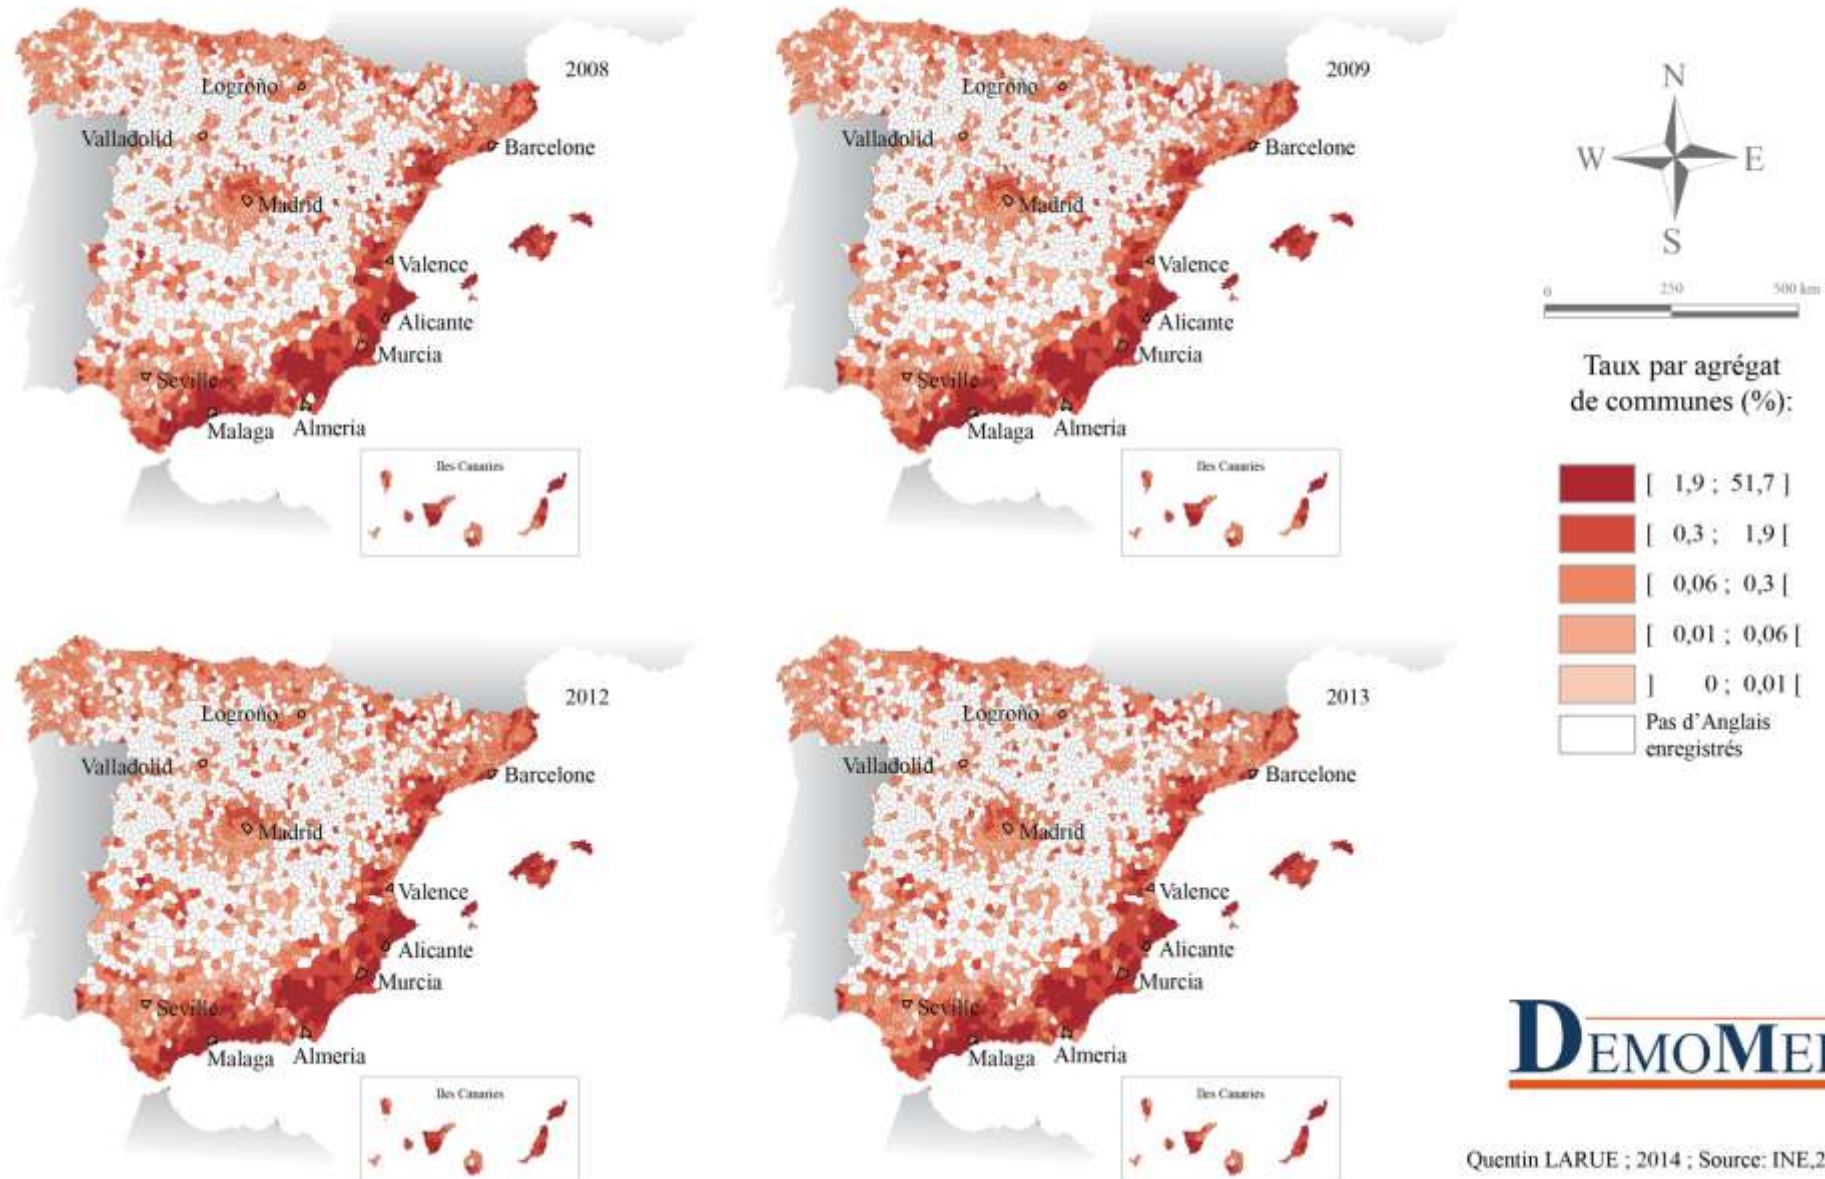 2008
Logroño
Valladolid
Barcelone
Madrid
Valence
Alicante
Murcia
Seville
Malaga
Almeria
Iles Canaries
2009
Logroño
Valladolid
Barcelone
Madrid
Valence
Alicante
Murcia
Seville
Malaga
Almeria
Iles Canaries
2012
Logroño
Valladolid
Barcelone
Madrid
Valence
Alicante
Murcia
Seville
Malaga
Almeria
Iles Canaries
2013
Logroño
Valladolid
Barcelone
Madrid
Valence
Alicante
Murcia
Seville
Malaga
Almeria
Iles Canaries
N
W E
S
0 250 500 km
Taux par agrégat
de communes (%):
[ 1,9 ; 51,7 ]
[ 0,3 ; 1,9 [
[ 0,06 ; 0,3 [
[ 0,01 ; 0,06 [
] 0 ; 0,01 [
Pas d'Anglais
enregistrés
DEMOME
Quentin LARUE ; 2014 ; Source: INE,2